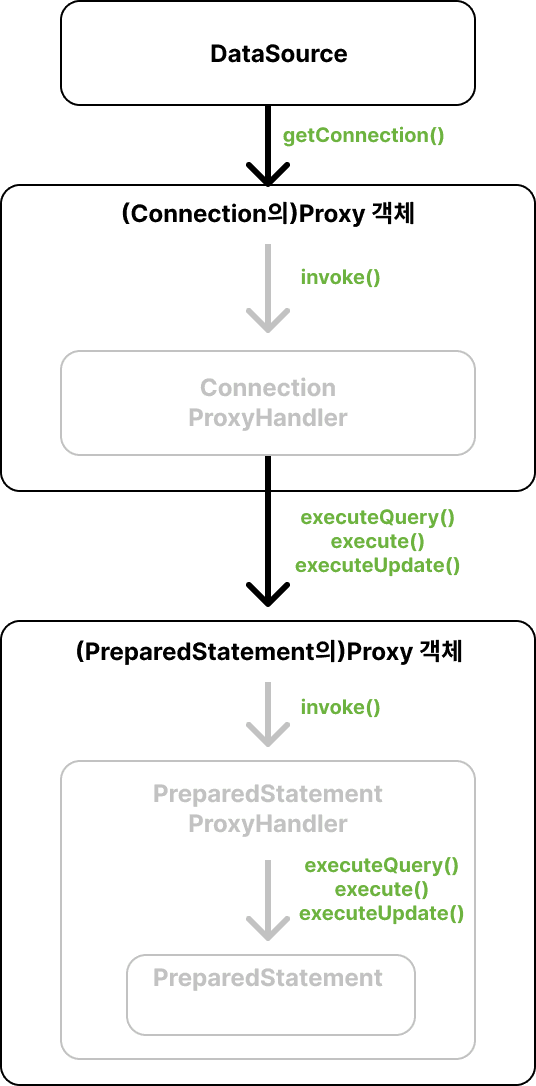 DataSource
getConnection()
(Connection의)Proxy 객체
invoke()
Connection
ProxyHandler
executeQuery()
execute()
executeUpdate()
(PreparedStatement의)Proxy 객체
invoke()
PreparedStatement
ProxyHandler
executeQuery()
execute()
executeUpdate()
PreparedStatement